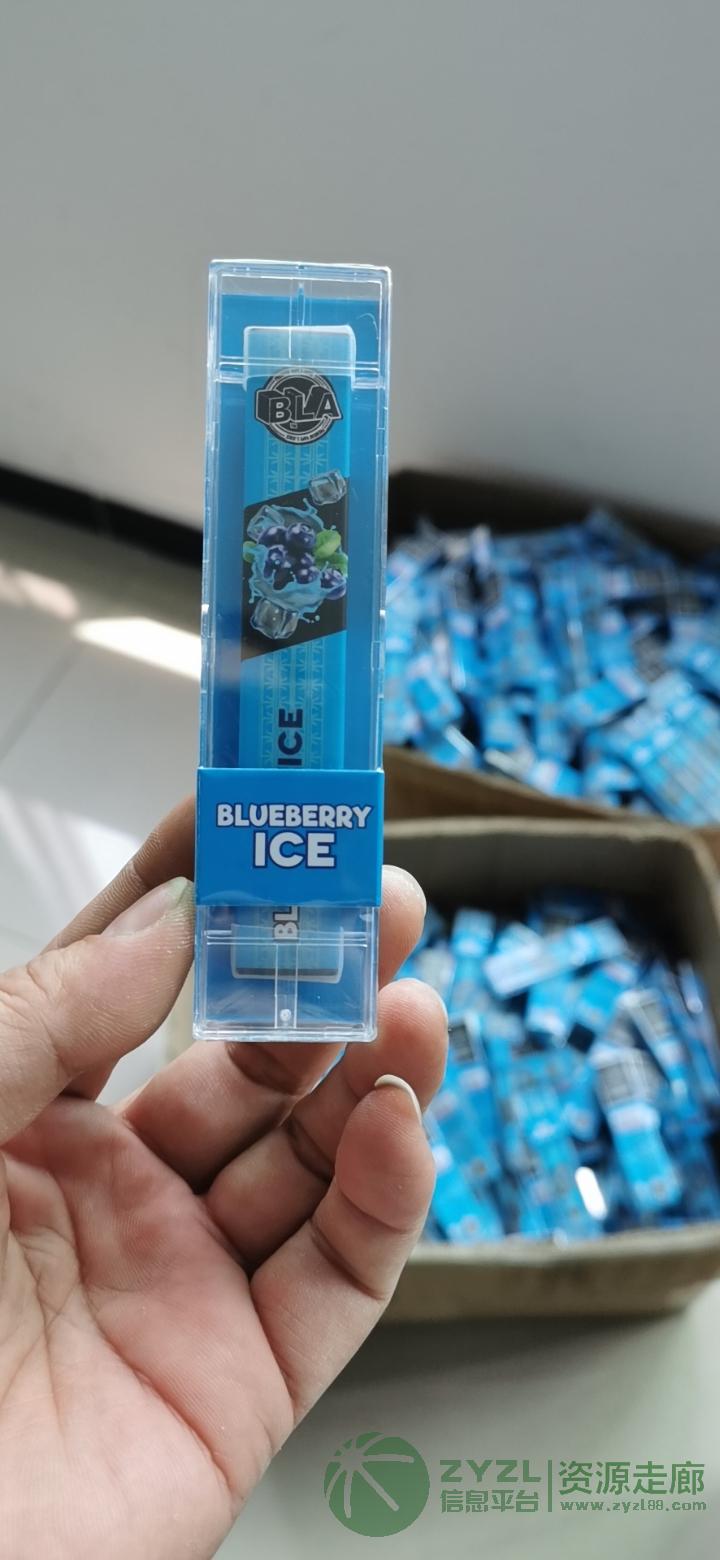 BLA
ICE
BLUEBERRY
ICE
BL
ZYZL
信息平台
资源走廊
www.zyzl88.com